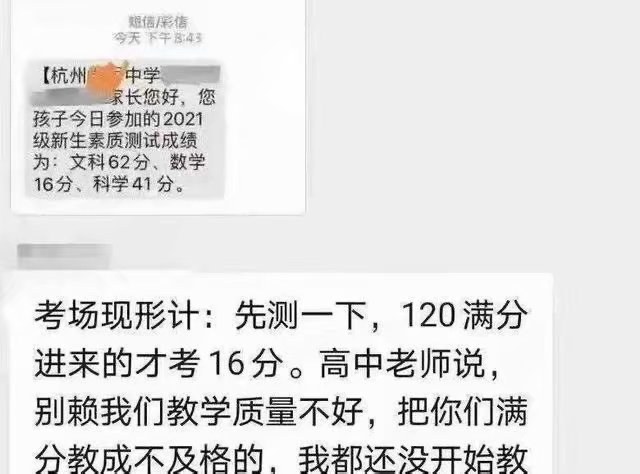 短信/彩信
今天 下午 8:43
【杭州
中学
家长您好，您
孩子今日参加的2021
级新生素质测试成绩
为：文科62分、数学
16分、科学41分。
考场现形计：先测一下，120满分
进来的才考16分。高中老师说，
别赖我们教学质量不好，把你们满
分教成不及格的，我都还没开始教